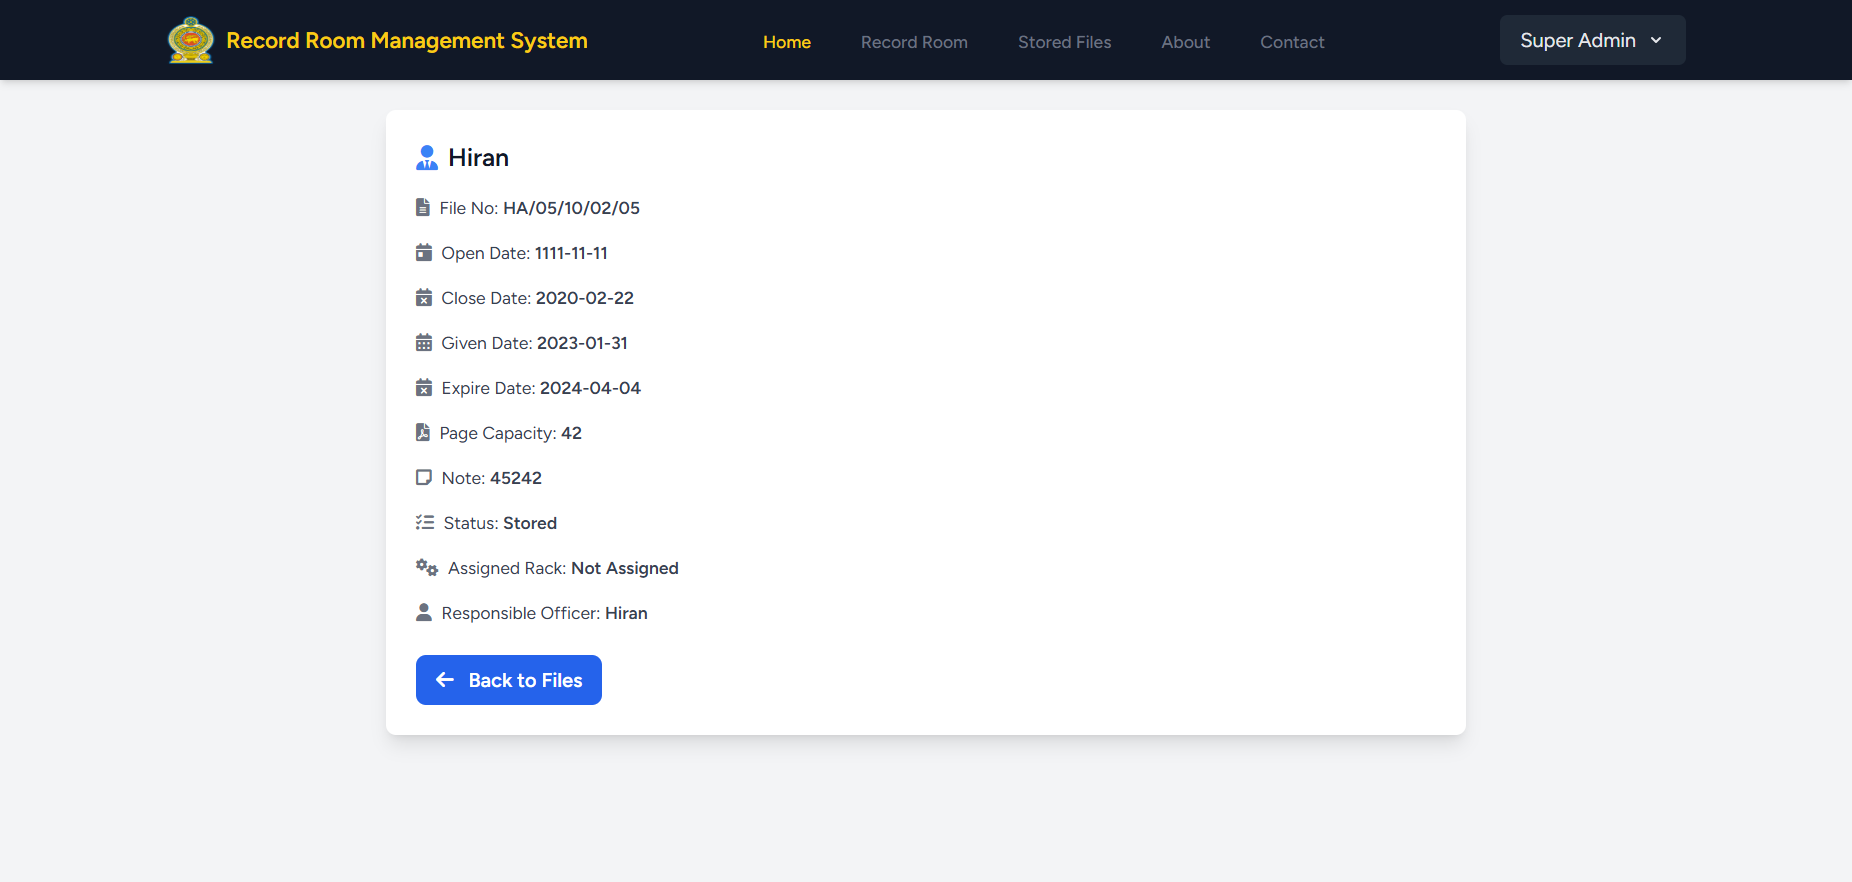 Record Room Management System
Home
Record Room
Stored Files
About
Contact
Super Admin
Hiran
File No: HA/05/10/02/05
Open Date: 1111-11-11
Close Date: 2020-02-22
Given Date: 2023-01-31
Expire Date: 2024-04-04
Page Capacity: 42
Note: 45242
Status: Stored
Assigned Rack: Not Assigned
Responsible Officer: Hiran
Back to Files